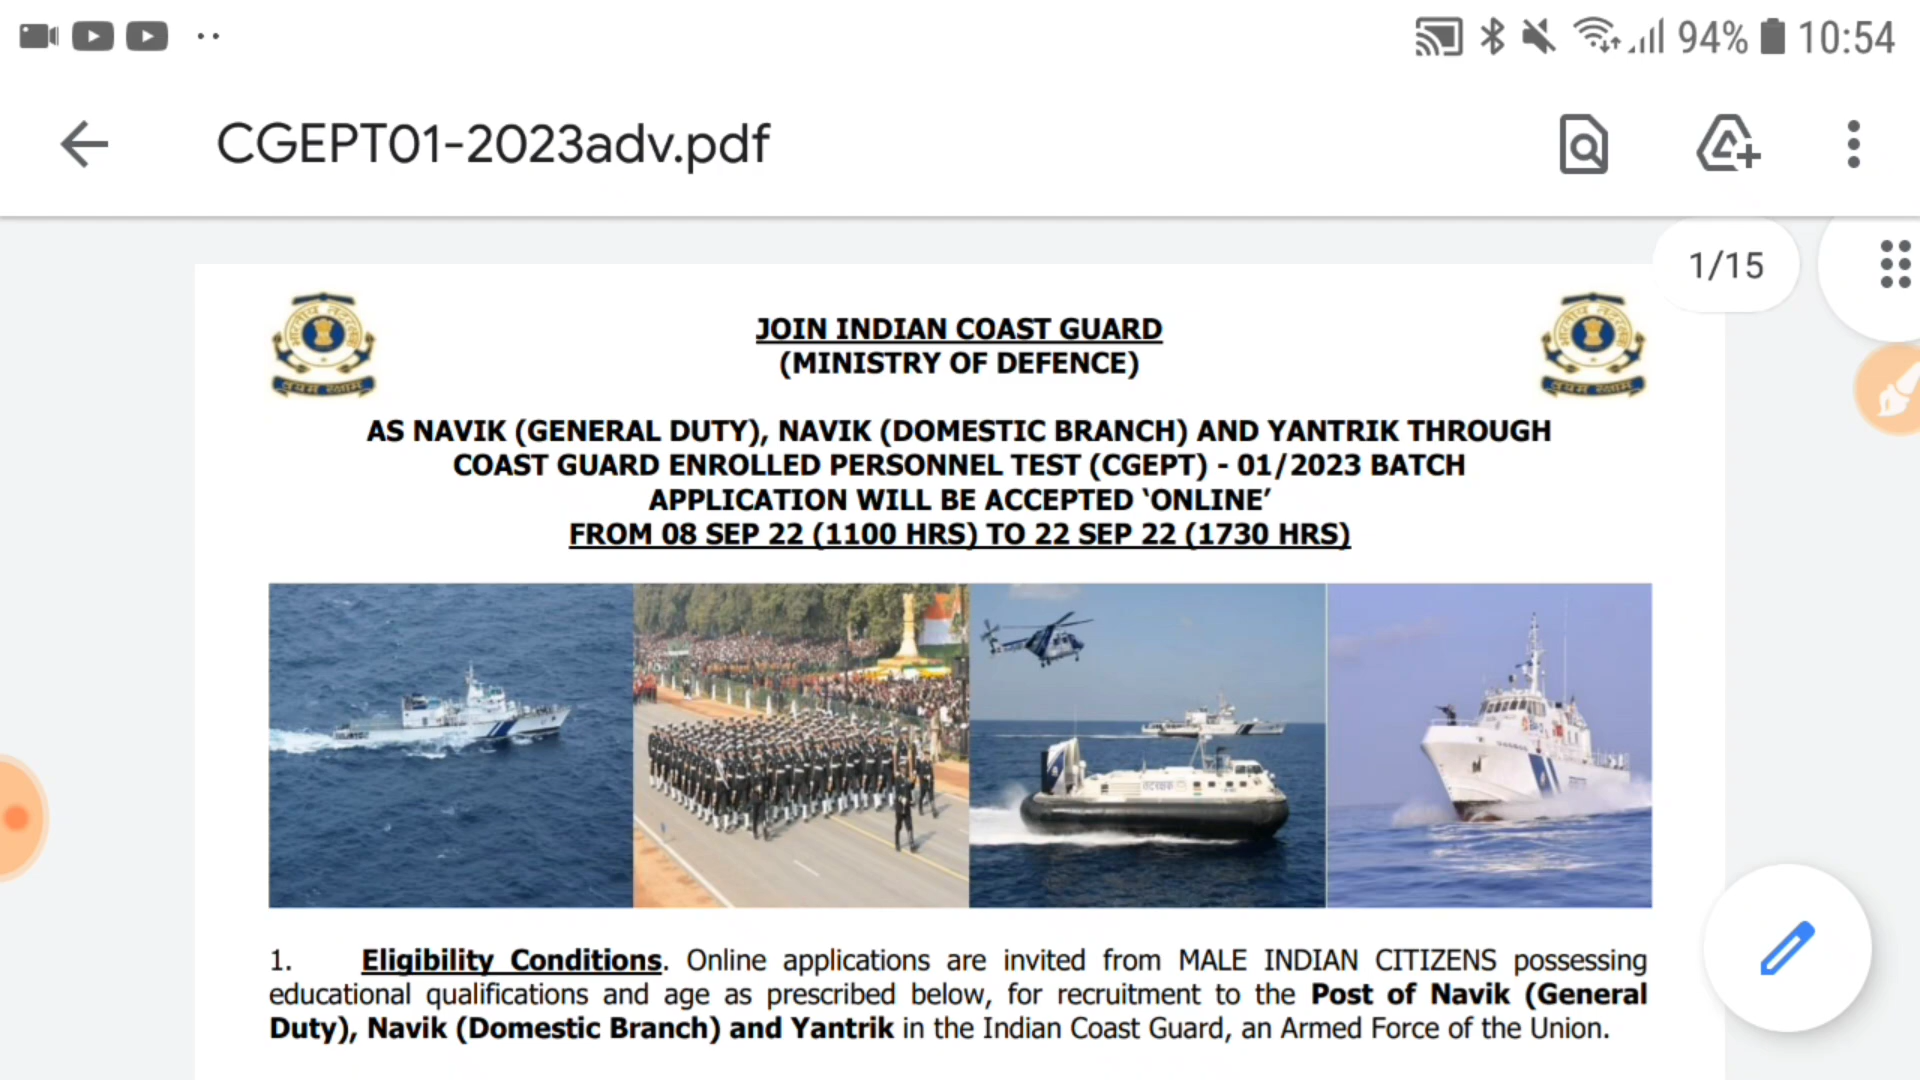 94% 10:54
CGEPT01-2023adv.pdf
1/15
JOIN INDIAN COAST GUARD
(MINISTRY OF DEFENCE)
AS NAVIK (GENERAL DUTY), NAVIK (DOMESTIC BRANCH) AND YANTRIK THROUGH
COAST GUARD ENROLLED PERSONNEL TEST (CGEPT) - 01/2023 BATCH
APPLICATION WILL BE ACCEPTED ‘ONLINE’
FROM 08 SEP 22 (1100 HRS) TO 22 SEP 22 (1730 HRS)
1. Eligibility Conditions. Online applications are invited from MALE INDIAN CITIZENS possessing
educational qualifications and age as prescribed below, for recruitment to the Post of Navik (General
Duty), Navik (Domestic Branch) and Yantrik in the Indian Coast Guard, an Armed Force of the Union.